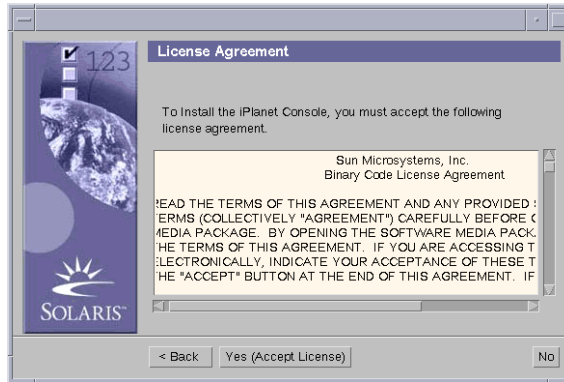 123
License Agreement
To Install the iPlanet Console, you must accept the following
license agreement.
Sun Microsystems, Inc.
Binary Code License Agreement
READ THE TERMS OF THIS AGREEMENT AND ANY PROVIDED
TERMS (COLLECTIVELY "AGREEMENT") CAREFULLY BEFORE
MEDIA PACKAGE. BY OPENING THE SOFTWARE MEDIA PACK
THE TERMS OF THIS AGREEMENT. IF YOU ARE ACCESSING T
ELECTRONICALLY, INDICATE YOUR ACCEPTANCE OF THESE T
THE "ACCEPT" BUTTON AT THE END OF THIS AGREEMENT. IF
SOLARIS™
< Back Yes (Accept License) No